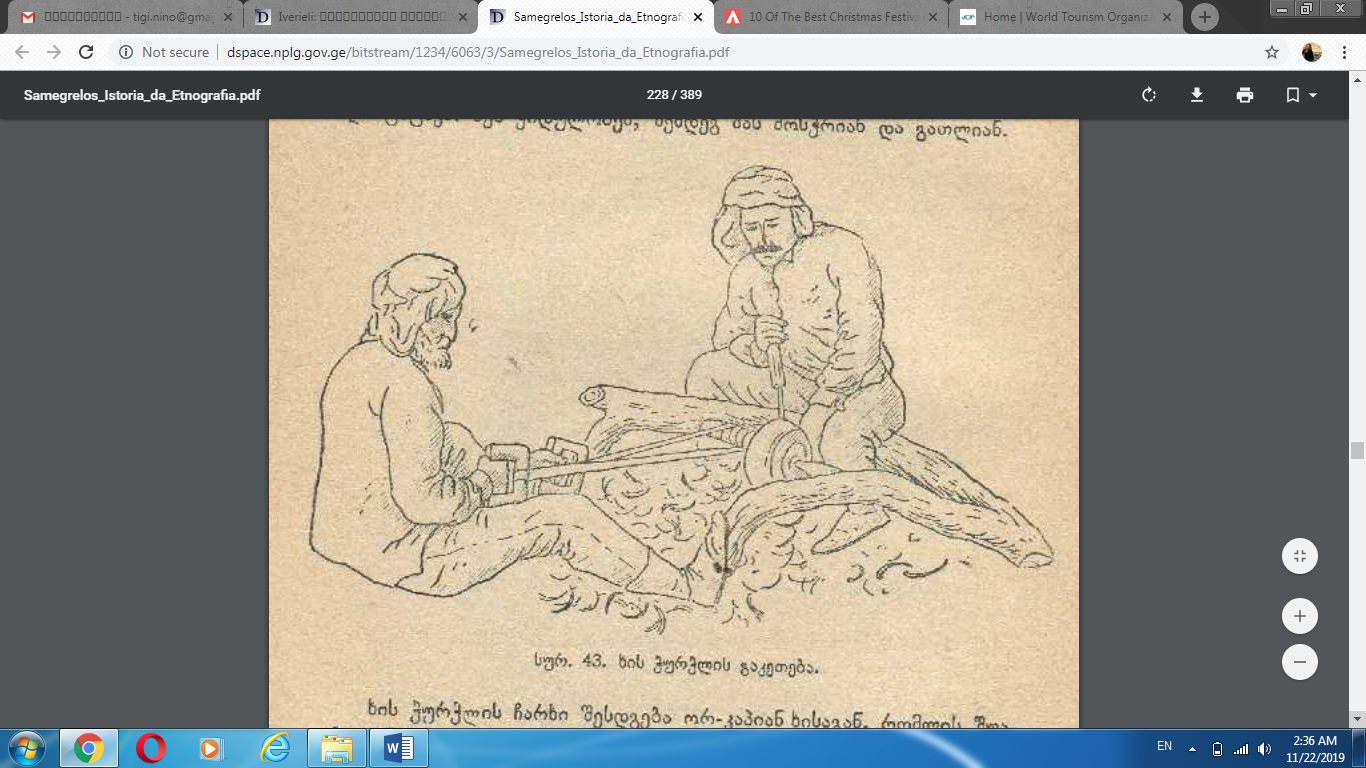 - tigi.nino@gma
Iverieli:
Samegrelos_Istoria_da_Etnograf
10 Of The Best Christmas Festiva
Home | World Tourism Organiza
Not secure | dspace.nplg.gov.ge/bitstream/1234/6063/3/Samegrelos_Istoria_da_Etnografia.pdf
Samegrelos_Istoria_da_Etnografia.pdf
228 / 389
შემდეგ მას მოსჭრიან და გათლიან.
სურ. 43. ხის ჭურჭლის გაკეთება.
ხის ჭურჭლის ჩარხი შესდგება ორ-კაპიან ხისაგან, რომლის შუა
EN
2:36 AM
11/22/2019